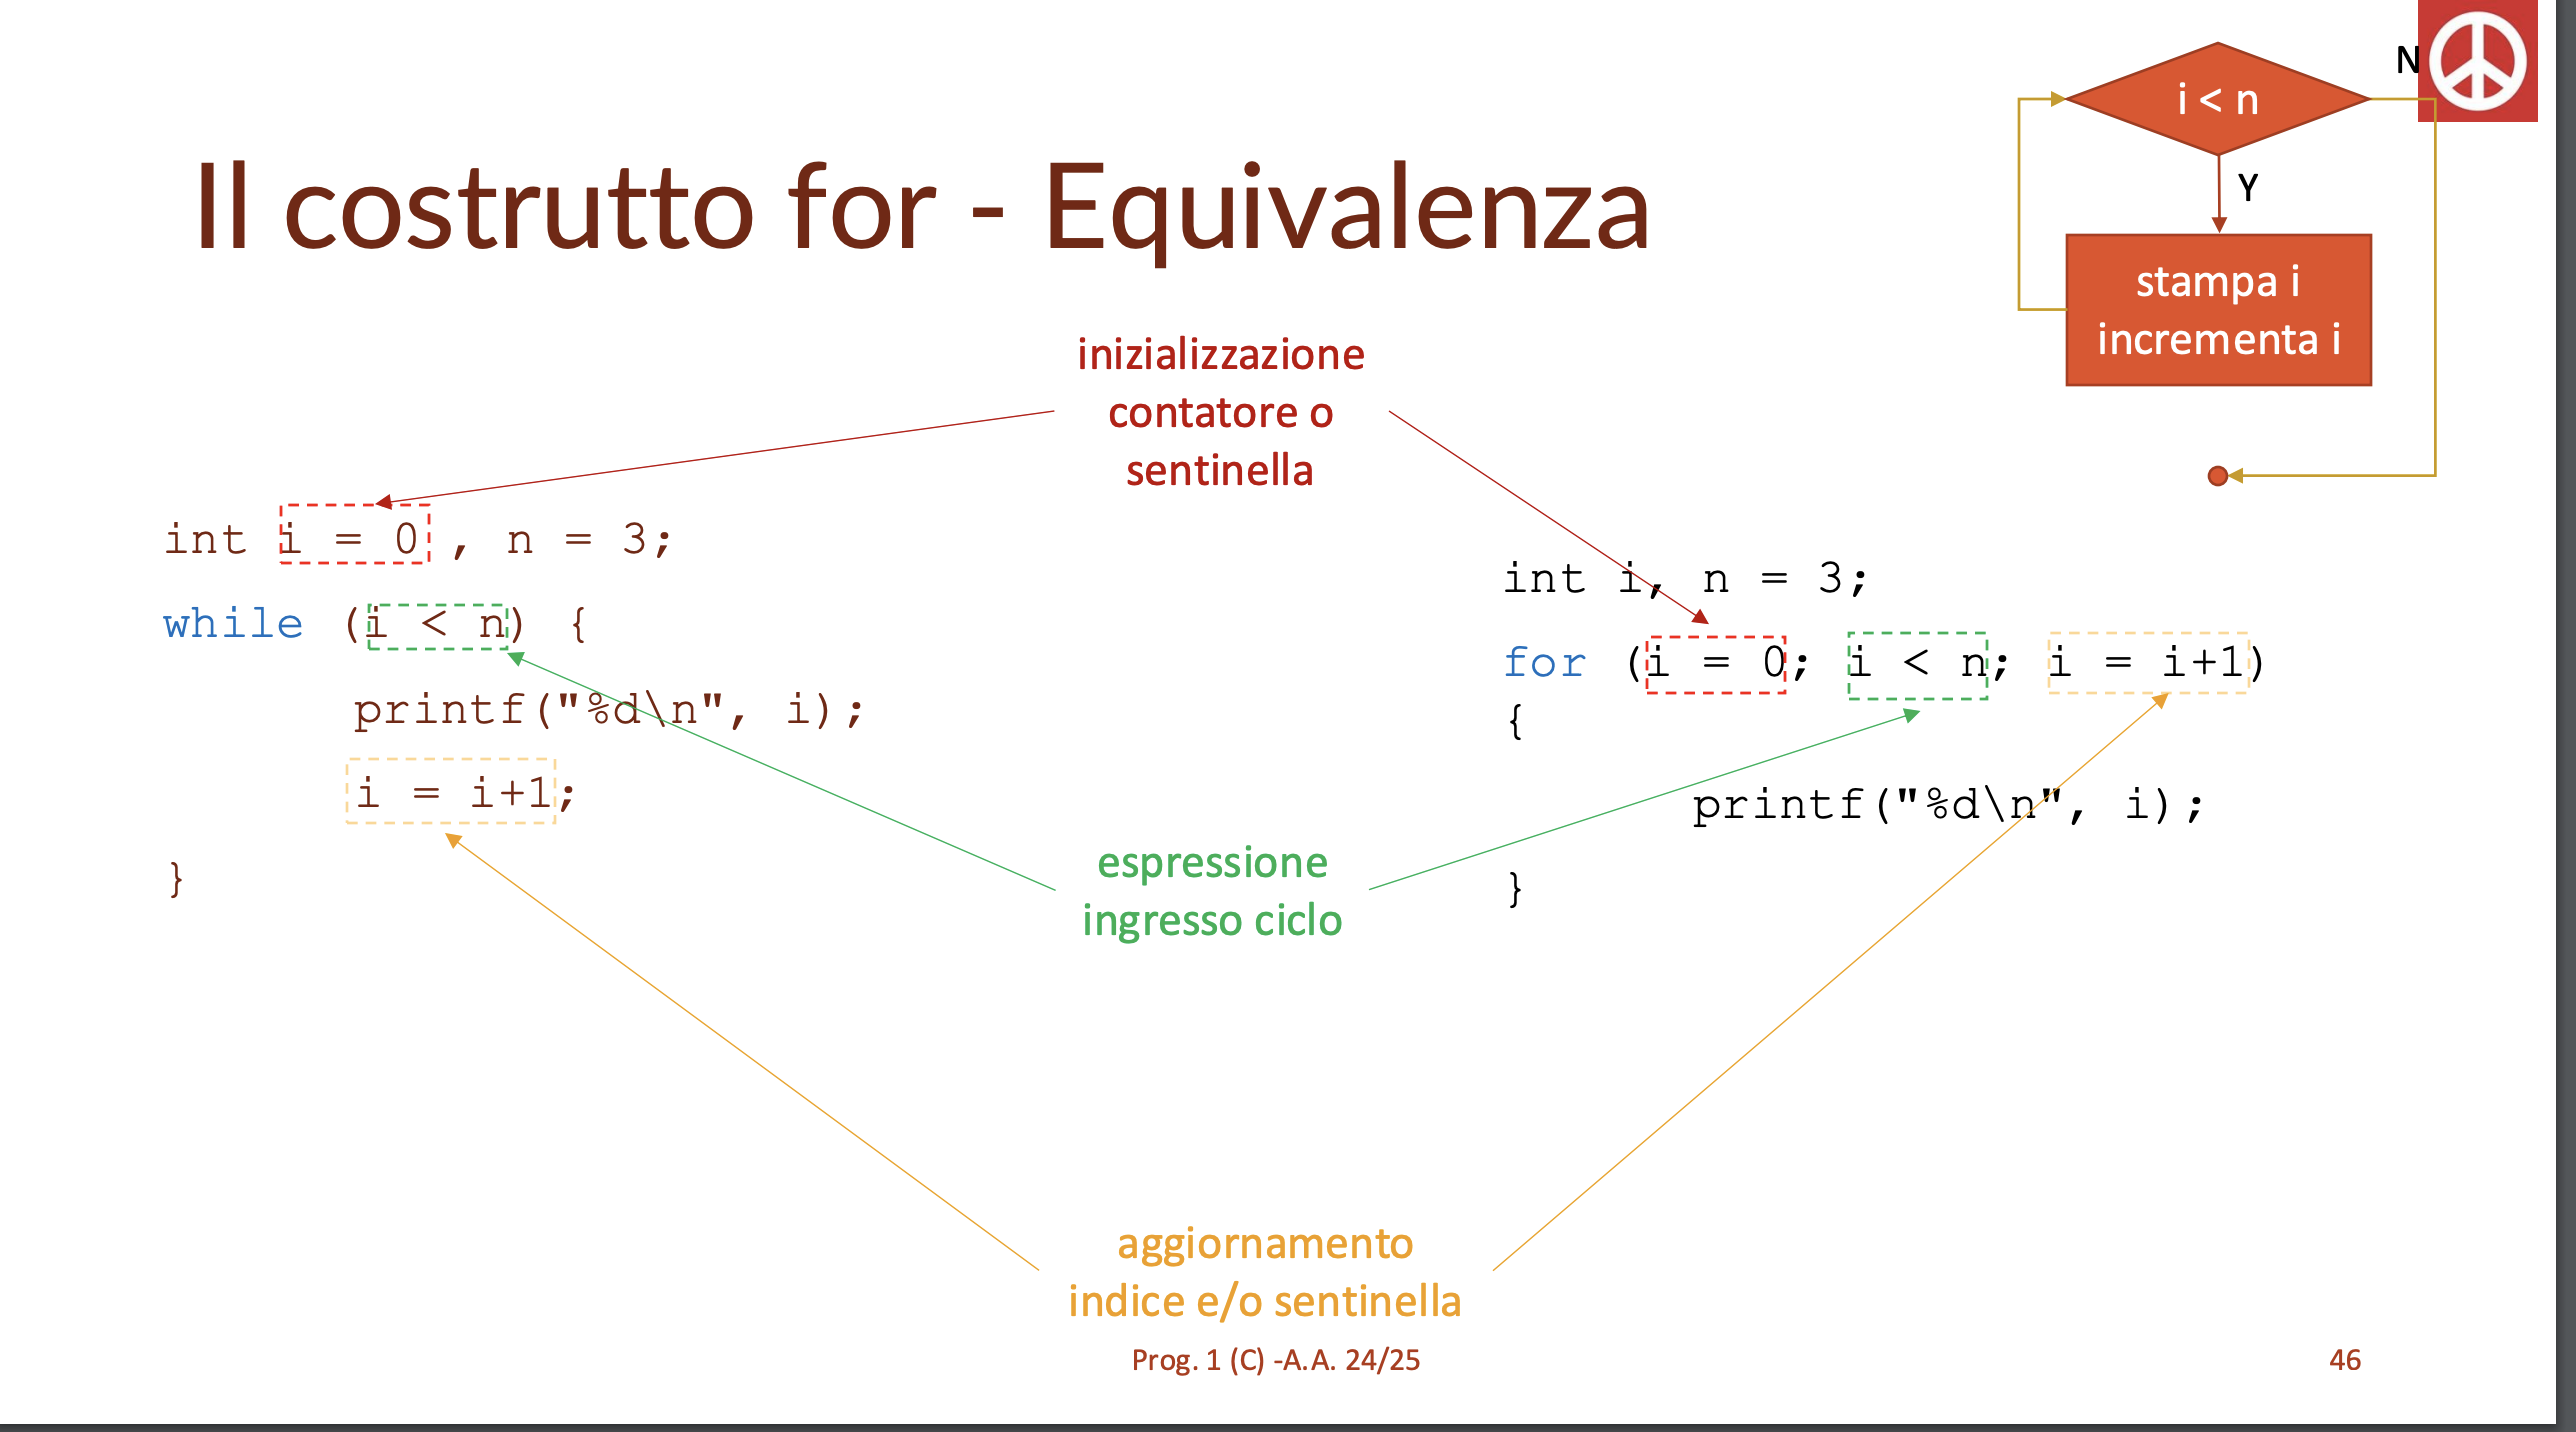 Il costrutto for - Equivalenza
i < n
N
Y
stampa i
incrementa i
inizializzazione
contatore o
sentinella
int i = 0 , n = 3;
while (i < n) {
printf("%d\n", i);
i = i+1;
}
int i, n = 3;
for (i = 0; i < n; i = i+1)
{
printf("%d\n", i);
}
espressione
ingresso ciclo
aggiornamento
indice e/o sentinella
Prog. 1 (C) -A.A. 24/25
46